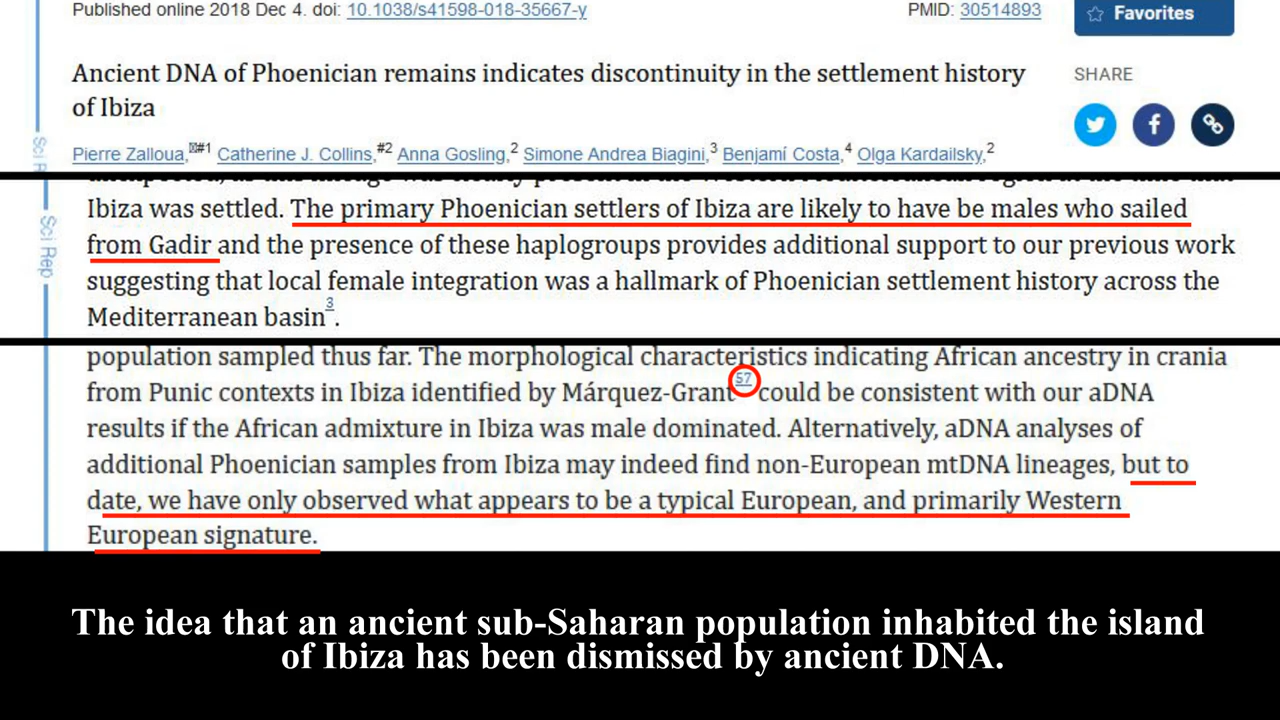 Published online 2018 Dec 4. doi: 10.1038/s41598-018-35667-y
PMID: 30514893
Favorites
Ancient DNA of Phoenician remains indicates discontinuity in the settlement history
of Ibiza
SHARE
Pierre Zalloua,#1 Catherine J. Collins,#2 Anna Gosling,2 Simone Andrea Biagini,3 Benjamí Costa,4 Olga Kardailsky,2
Sci R
Sci Rep
Ibiza was settled. The primary Phoenician settlers of Ibiza are likely to have be males who sailed
from Gadir and the presence of these haplogroups provides additional support to our previous work
suggesting that local female integration was a hallmark of Phoenician settlement history across the
Mediterranean basin3.
population sampled thus far. The morphological characteristics indicating African ancestry in crania
from Punic contexts in Ibiza identified by Márquez-Grant57 could be consistent with our aDNA
results if the African admixture in Ibiza was male dominated. Alternatively, aDNA analyses of
additional Phoenician samples from Ibiza may indeed find non-European mtDNA lineages, but to
date, we have only observed what appears to be a typical European, and primarily Western
European signature.
The idea that an ancient sub-Saharan population inhabited the island
of Ibiza has been dismissed by ancient DNA.